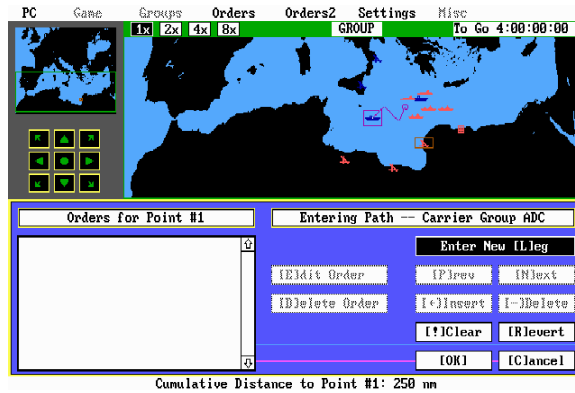 PC Game Groups Orders Orders2 Settings Misc
1x 2x 4x 8x GROUP To Go 4:00:00:00
Orders for Point #1
Entering Path -- Carrier Group ADC
Enter New [L]eg
[E]dit Order [P]rev [N]ext
[D]elete Order [+]Insert [-]Delete
[!]Clear [R]evert
[OK] [C]ancel
Cumulative Distance to Point #1: 250 nm